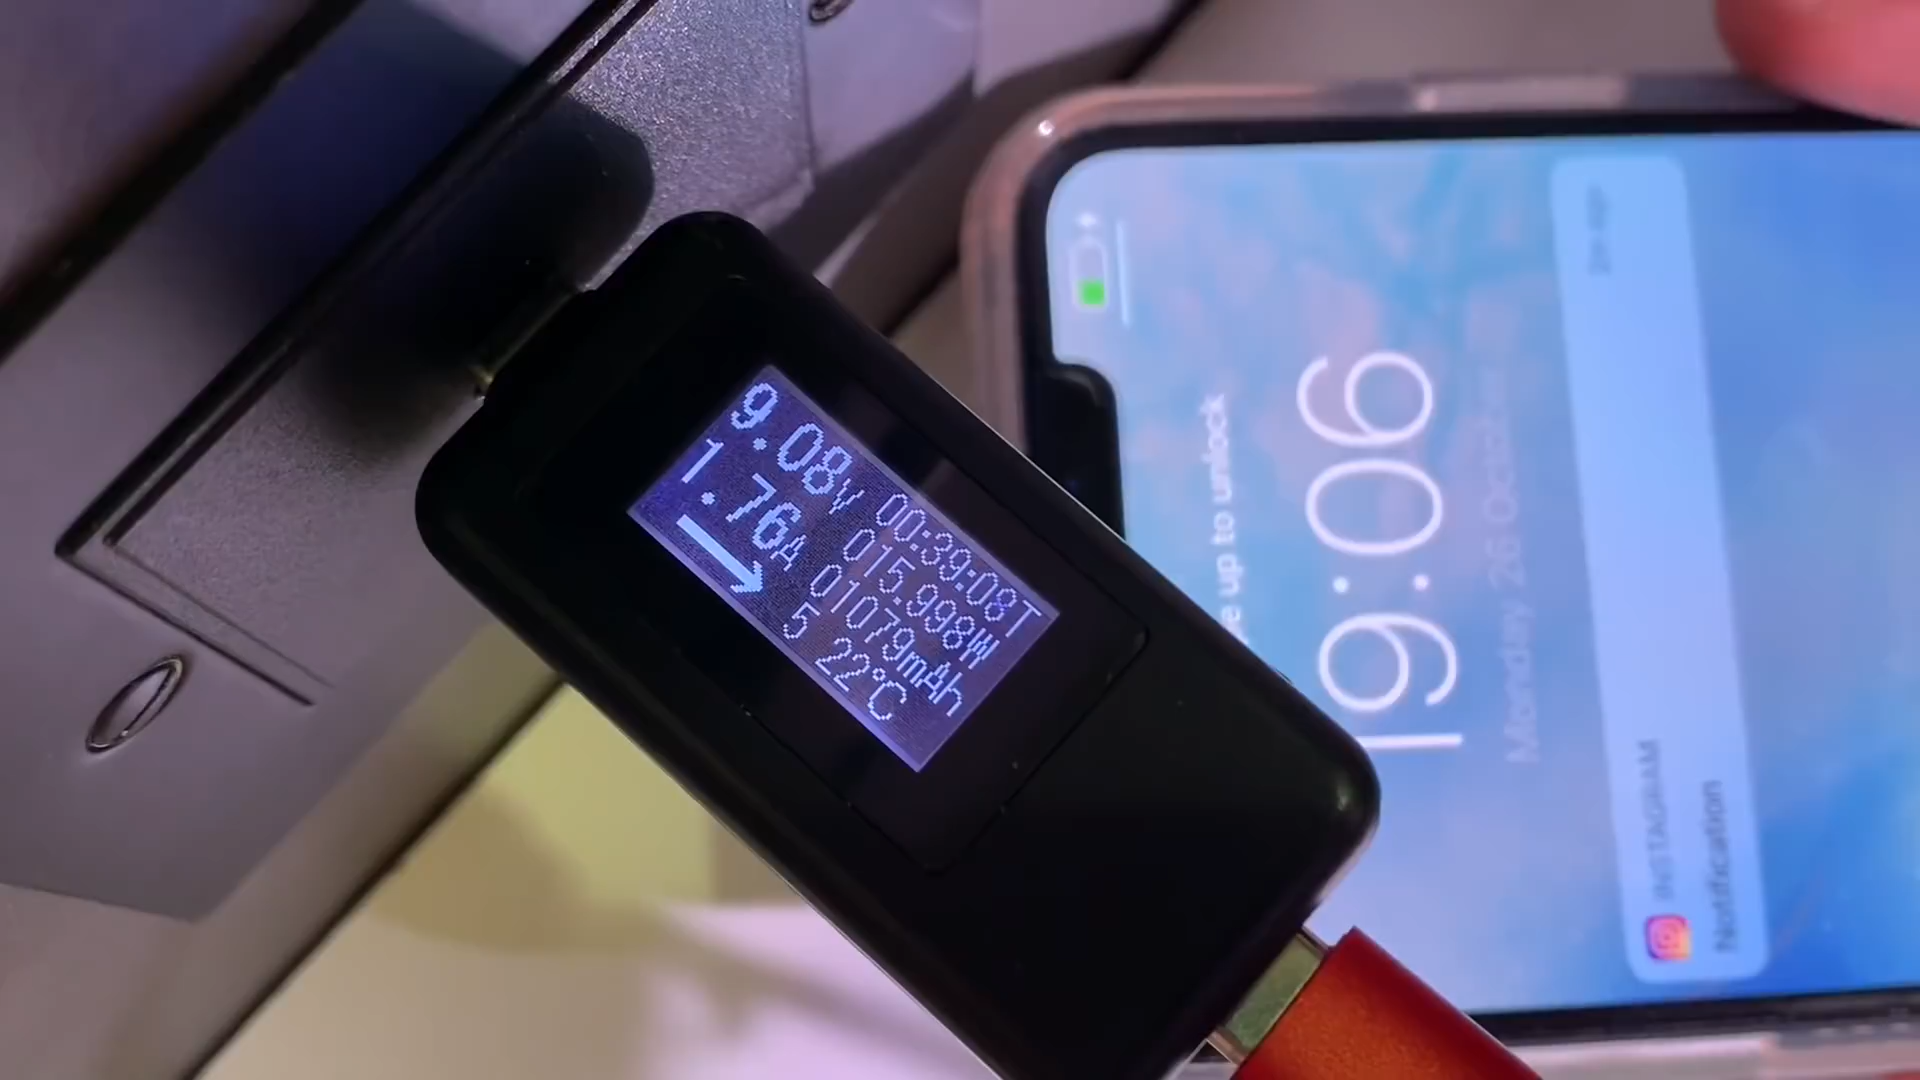 9.08V
1.76A
00:39:08T
015.998W
01079mAh
5 22°C
up to unlock
19:06
Monday 26 October
INSTAGRAM
Notification